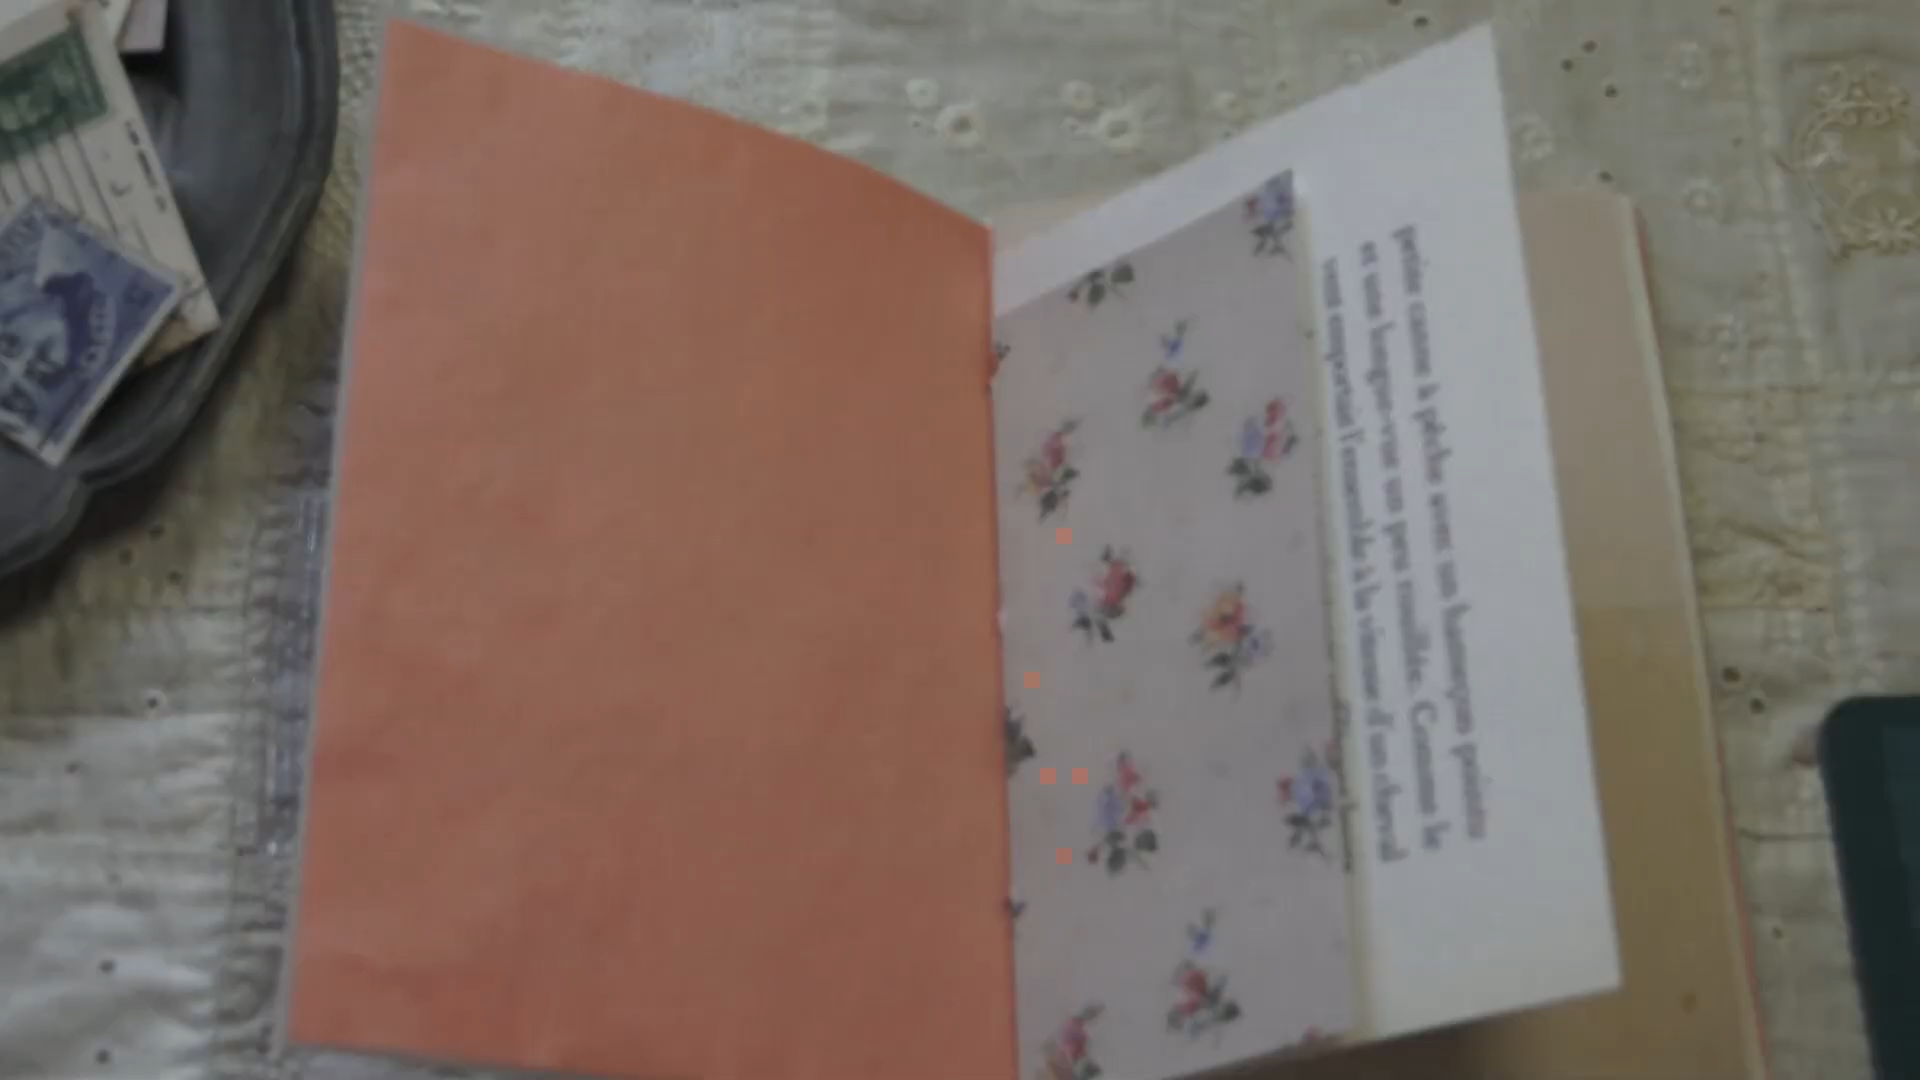 petite canne à pêche avec un hameçon pointu
et une longue-vue un peu rouillée. Comme le
vent emportait l'ensemble à la vitesse d'un cheval